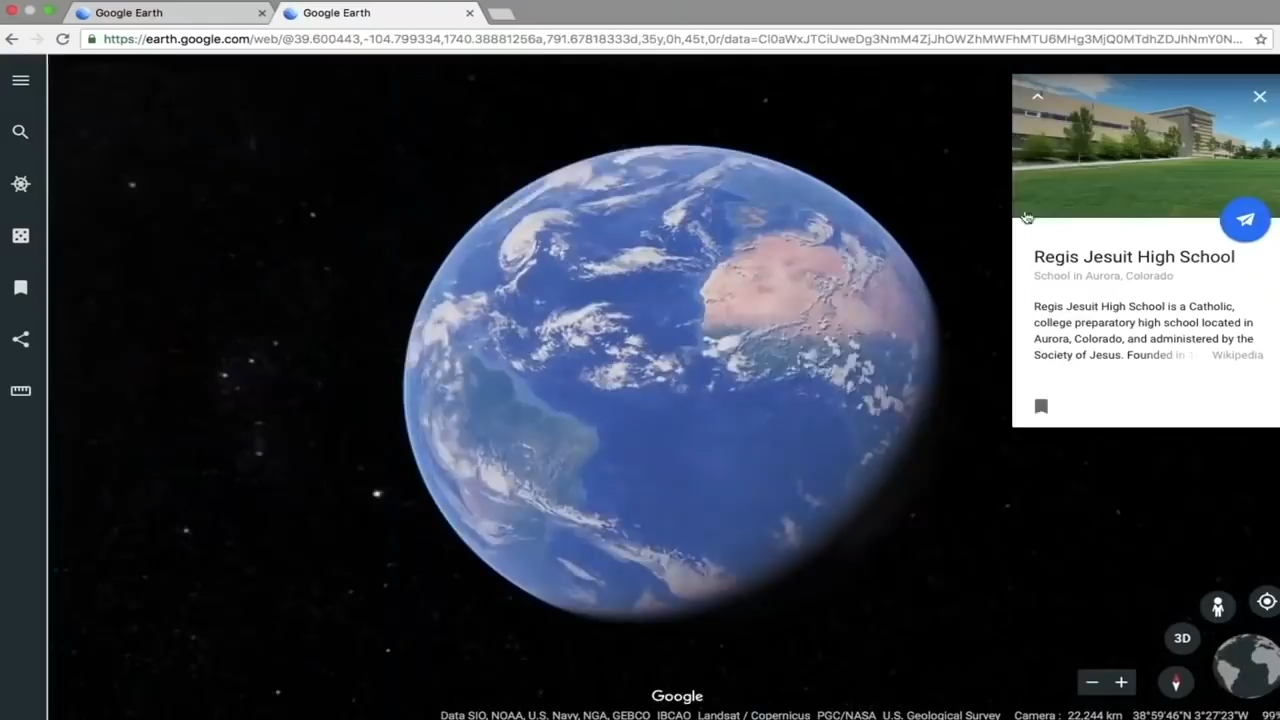 Google Earth
Google Earth
https://earth.google.com/web/@39.600443,-104.799334,1740.38881256a,791.67818333d,35y,0h,45t,0r/data=
Regis Jesuit High School
School in Aurora, Colorado
Regis Jesuit High School is a Catholic,
college preparatory high school located in
Aurora, Colorado, and administered by the
Society of Jesus. Founded in Wikipedia
3D
Google
Data SIO, NOAA, U.S. Navy, NGA, GEBCO IBCAO Landsat / Copernicus PGC/NASA U.S. Geological Survey Camera : 22,244 km 38°59'46"N 3°27'23"W